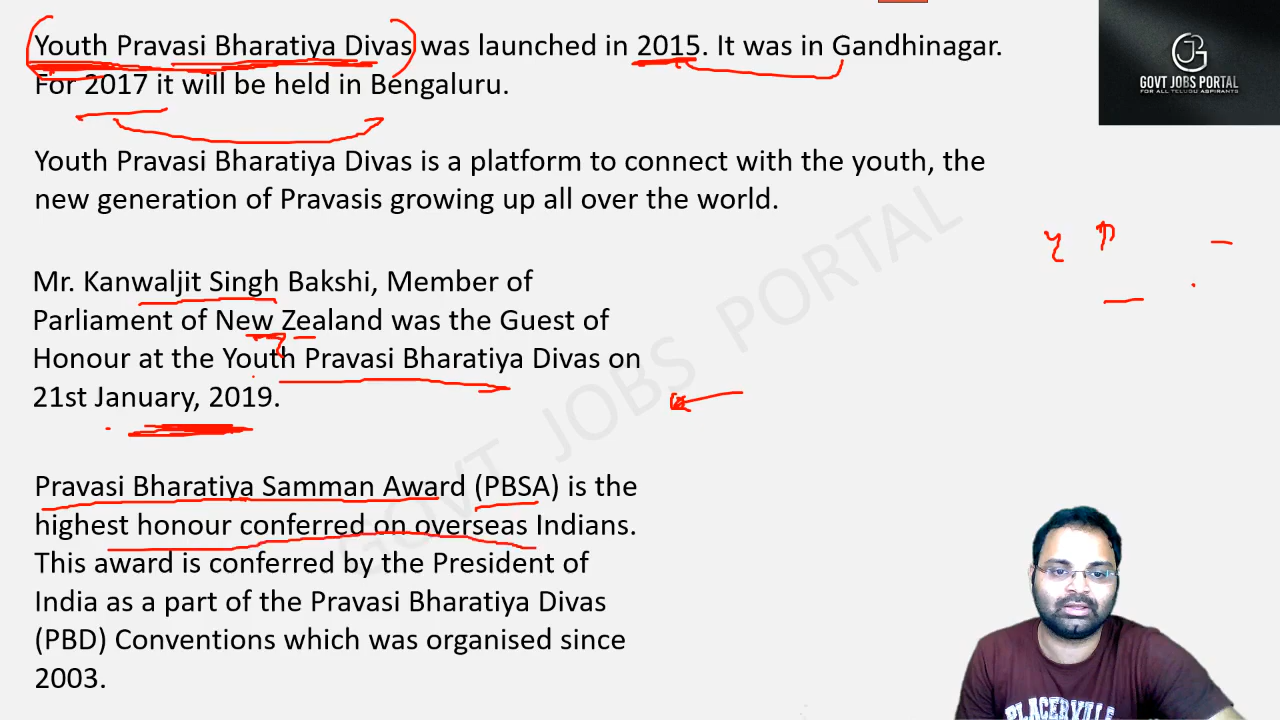 Youth Pravasi Bharatiya Divas was launched in 2015. It was in Gandhinagar.
For 2017 it will be held in Bengaluru.
Youth Pravasi Bharatiya Divas is a platform to connect with the youth, the
new generation of Pravasis growing up all over the world.
Mr. Kanwaljit Singh Bakshi, Member of
Parliament of New Zealand was the Guest of
Honour at the Youth Pravasi Bharatiya Divas on
21st January, 2019.
Pravasi Bharatiya Samman Award (PBSA) is the
highest honour conferred on overseas Indians.
This award is conferred by the President of
India as a part of the Pravasi Bharatiya Divas
(PBD) Conventions which was organised since
2003.
GOVT JOBS PORTAL
GOVT JOBS PORTAL
FOR ALL TELUGU ASPIRANTS
PLACERVILLE